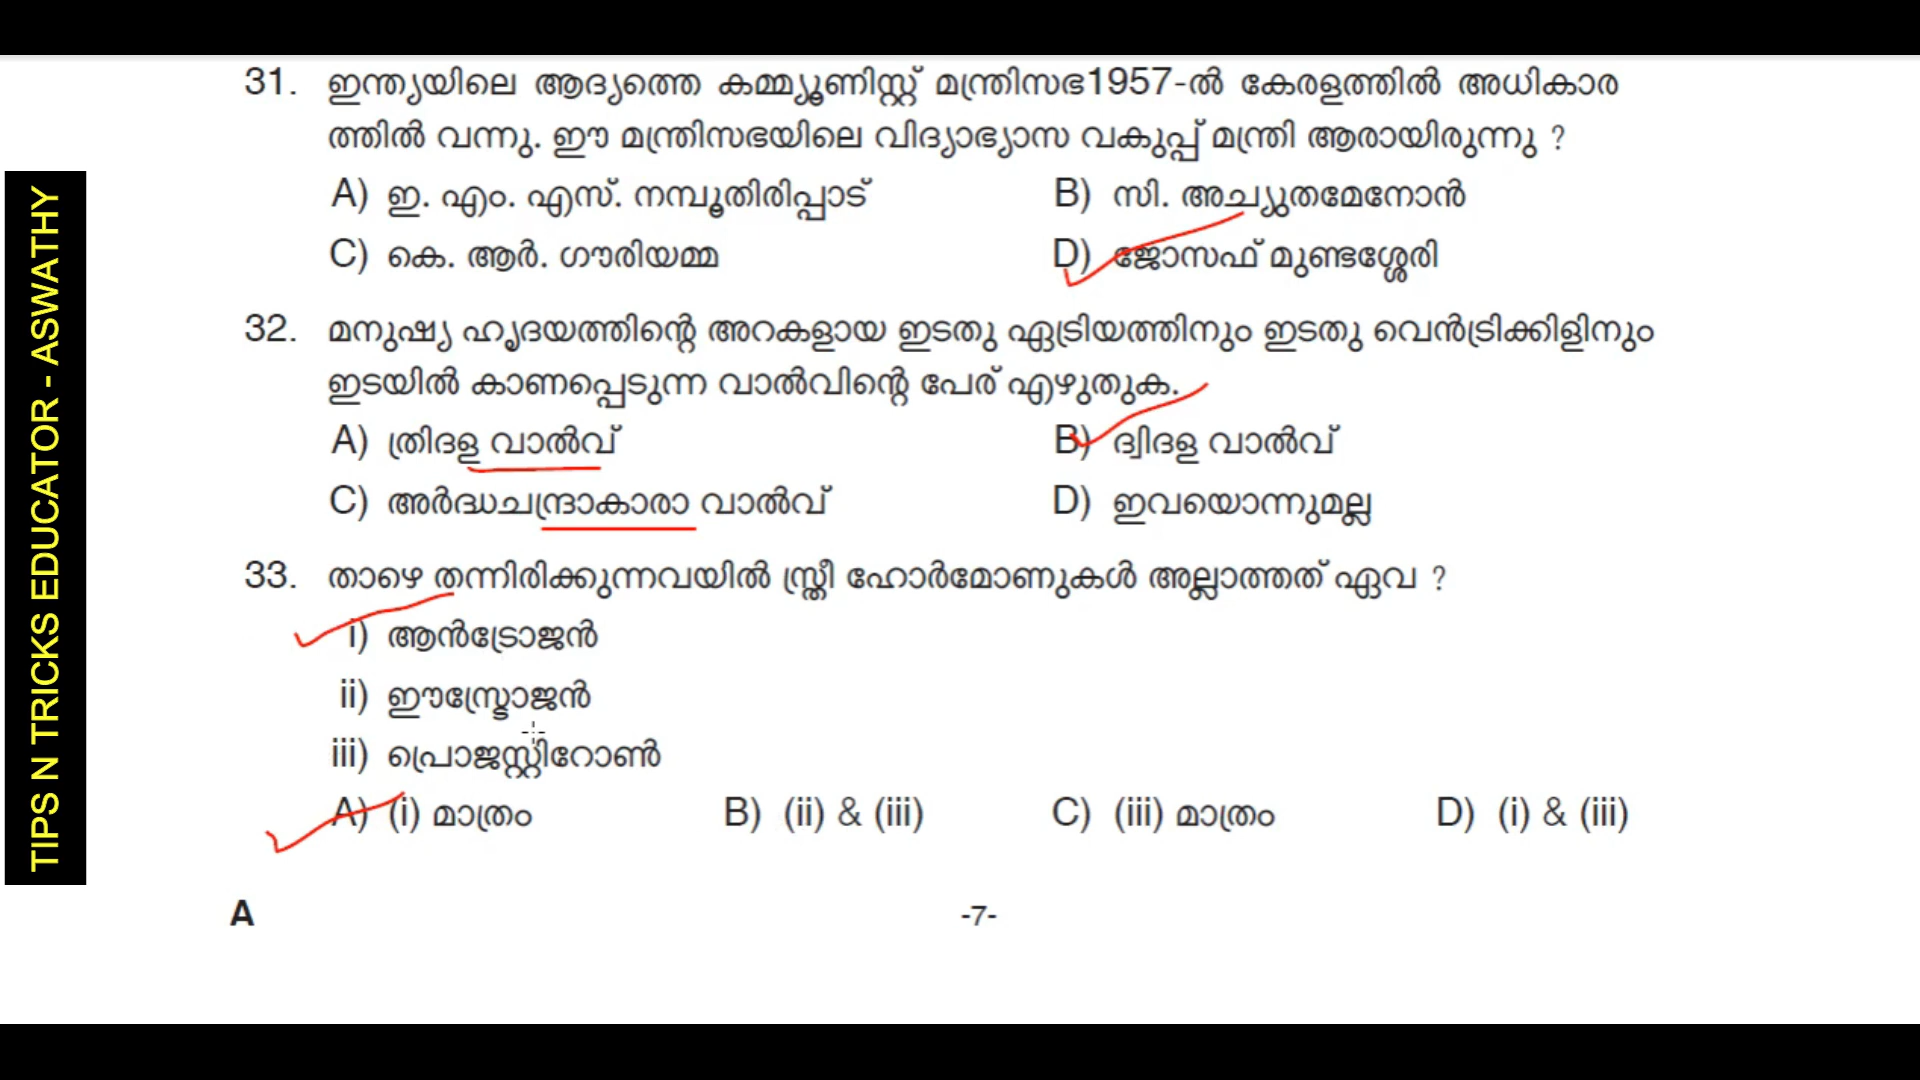 TIPS N TRICKS EDUCATOR - ASWATHY
31. ഇന്ത്യയിലെ ആദ്യത്തെ കമ്മ്യൂണിസ്റ്റ് മന്ത്രിസഭ1957-ൽ കേരളത്തിൽ അധികാര
ത്തിൽ വന്നു. ഈ മന്ത്രിസഭയിലെ വിദ്യാഭ്യാസ വകുപ്പ് മന്ത്രി ആരായിരുന്നു ?
A) ഇ. എം. എസ്. നമ്പൂതിരിപ്പാട് B) സി. അച്യുതമേനോൻ
C) കെ. ആർ. ഗൗരിയമ്മ D) ജോസഫ് മുണ്ടശ്ശേരി
32. മനുഷ്യ ഹൃദയത്തിന്റെ അറകളായ ഇടതു ഏട്രിയത്തിനും ഇടതു വെൻട്രിക്കിളിനും
ഇടയിൽ കാണപ്പെടുന്ന വാൽവിന്റെ പേര് എഴുതുക.
A) ത്രിദള വാൽവ് B) ദ്വിദള വാൽവ്
C) അർദ്ധചന്ദ്രാകാരാ വാൽവ് D) ഇവയൊന്നുമല്ല
33. താഴെ തന്നിരിക്കുന്നവയിൽ സ്ത്രീ ഹോർമോണുകൾ അല്ലാത്തത് ഏവ ?
i) ആൻട്രോജൻ
ii) ഈസ്ട്രോജൻ
iii) പ്രൊജസ്റ്റിറോൺ
A) (i) മാത്രം B) (ii) & (iii) C) (iii) മാത്രം D) (i) & (iii)
A -7-